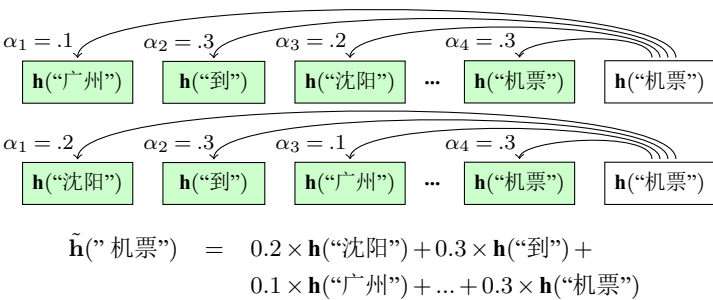 α₁ = .1 α₂ = .3 α₃ = .2 α₄ = .3
h(“广州”) h(“到”) h(“沈阳”) ... h(“机票”) h(“机票”)
α₁ = .2 α₂ = .3 α₃ = .1 α₄ = .3
h(“沈阳”) h(“到”) h(“广州”) ... h(“机票”) h(“机票”)
h̃(” 机票”) = 0.2 × h(“沈阳”) + 0.3 × h(“到”) +
0.1 × h(“广州”) + ... + 0.3 × h(“机票”)